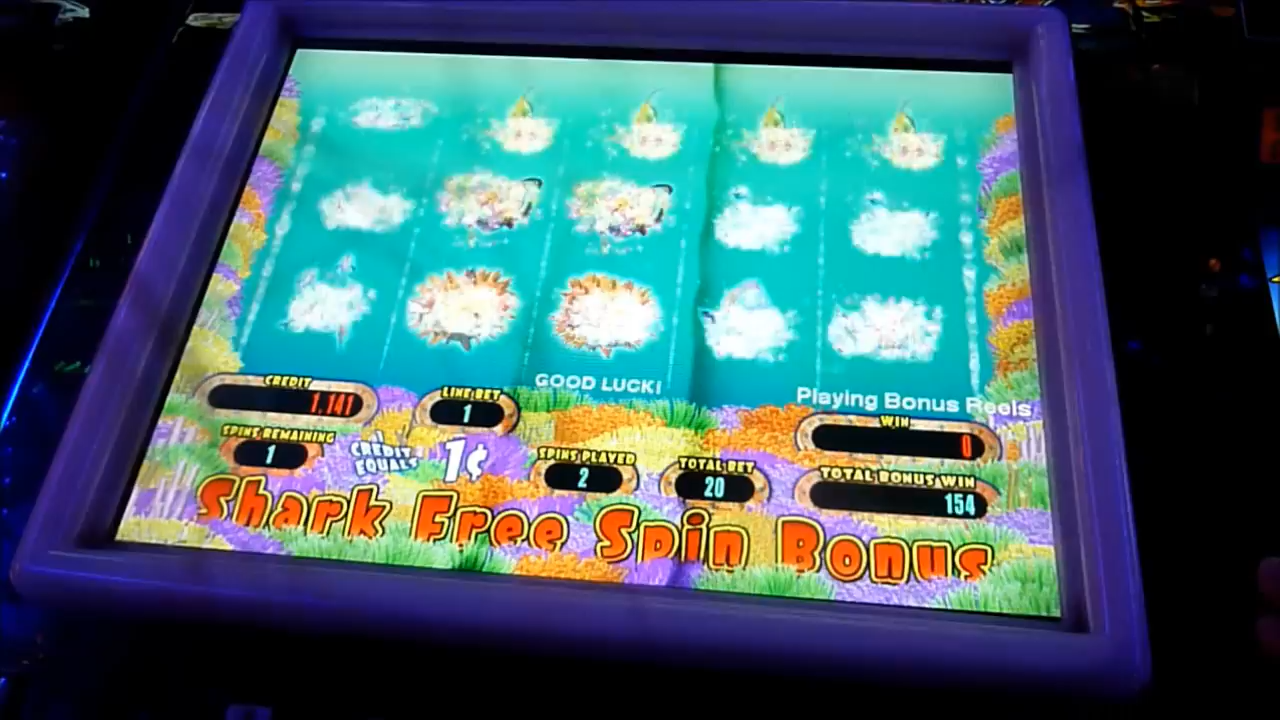 GOOD LUCK!
Playing Bonus Reels
CREDIT
1,141
LINE BET
1
WIN
0
SPINS REMAINING
1
1 CREDIT EQUALS 1¢
SPINS PLAYED
2
TOTAL BET
20
TOTAL BONUS WIN
154
Shark Free Spin Bonus